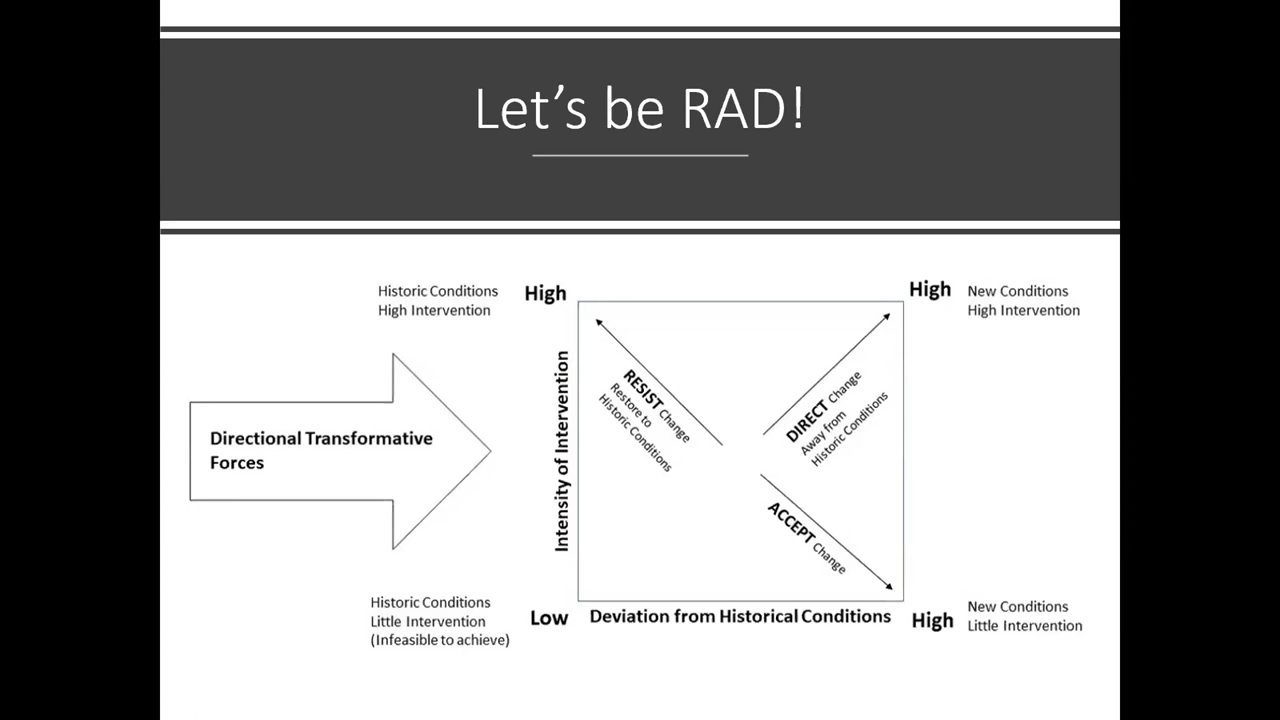 Let's be RAD!
Historic Conditions
High Intervention
High
High
New Conditions
High Intervention
Directional Transformative
Forces
Intensity of Intervention
RESIST Change
Restore to
Historic Conditions
DIRECT Change
Away from
Historic Conditions
ACCEPT Change
Historic Conditions
Little Intervention
(Infeasible to achieve)
Low
Deviation from Historical Conditions
High
New Conditions
Little Intervention